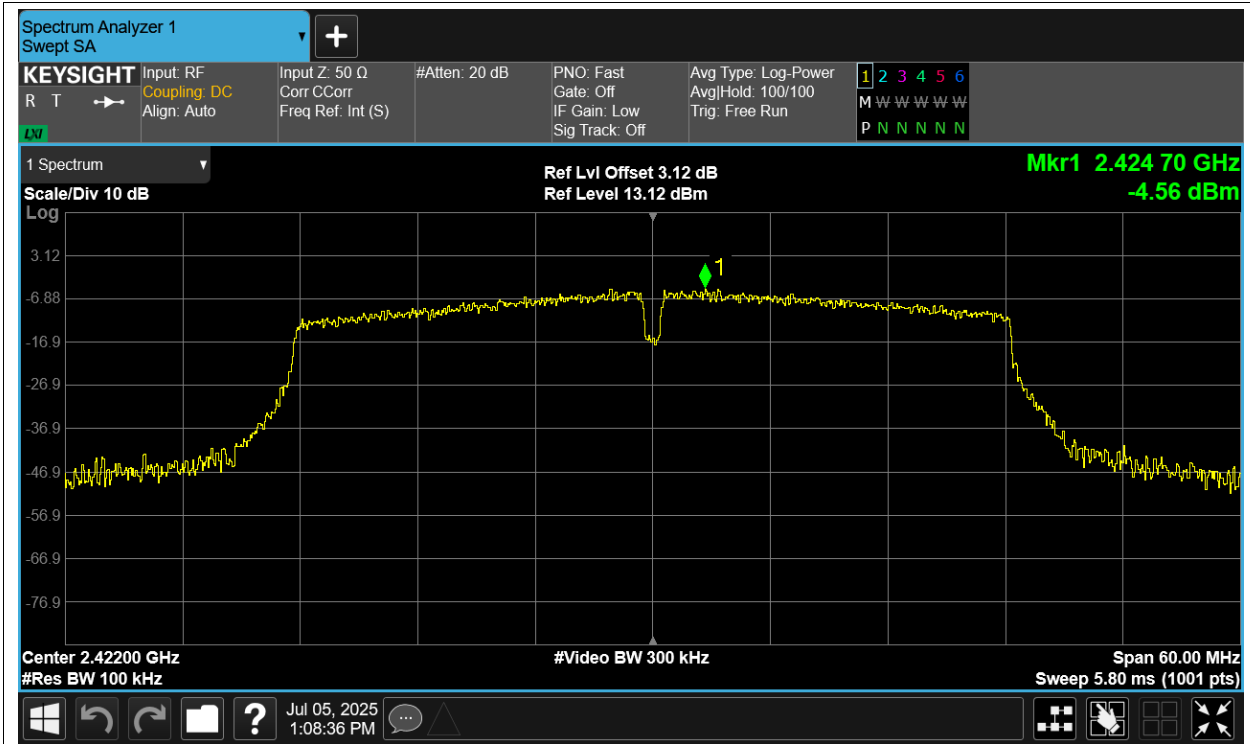 Spectrum Analyzer 1
Swept SA
+
KEYSIGHT
R T
LXI
Input: RF
Coupling: DC
Align: Auto
Input Z: 50 Ω
Corr CCorr
Freq Ref: Int (S)
#Atten: 20 dB
PNO: Fast
Gate: Off
IF Gain: Low
Sig Track: Off
Avg Type: Log-Power
Avg|Hold: 100/100
Trig: Free Run
1 2 3 4 5 6
M W W W W W
P N N N N N
1 Spectrum
Scale/Div 10 dB
Log
Ref Lvl Offset 3.12 dB
Ref Level 13.12 dBm
Mkr1 2.424 70 GHz
-4.56 dBm
1
3.12
-6.88
-16.9
-26.9
-36.9
-46.9
-56.9
-66.9
-76.9
Center 2.42200 GHz
#Res BW 100 kHz
#Video BW 300 kHz
Span 60.00 MHz
Sweep 5.80 ms (1001 pts)
?
Jul 05, 2025
1:08:36 PM